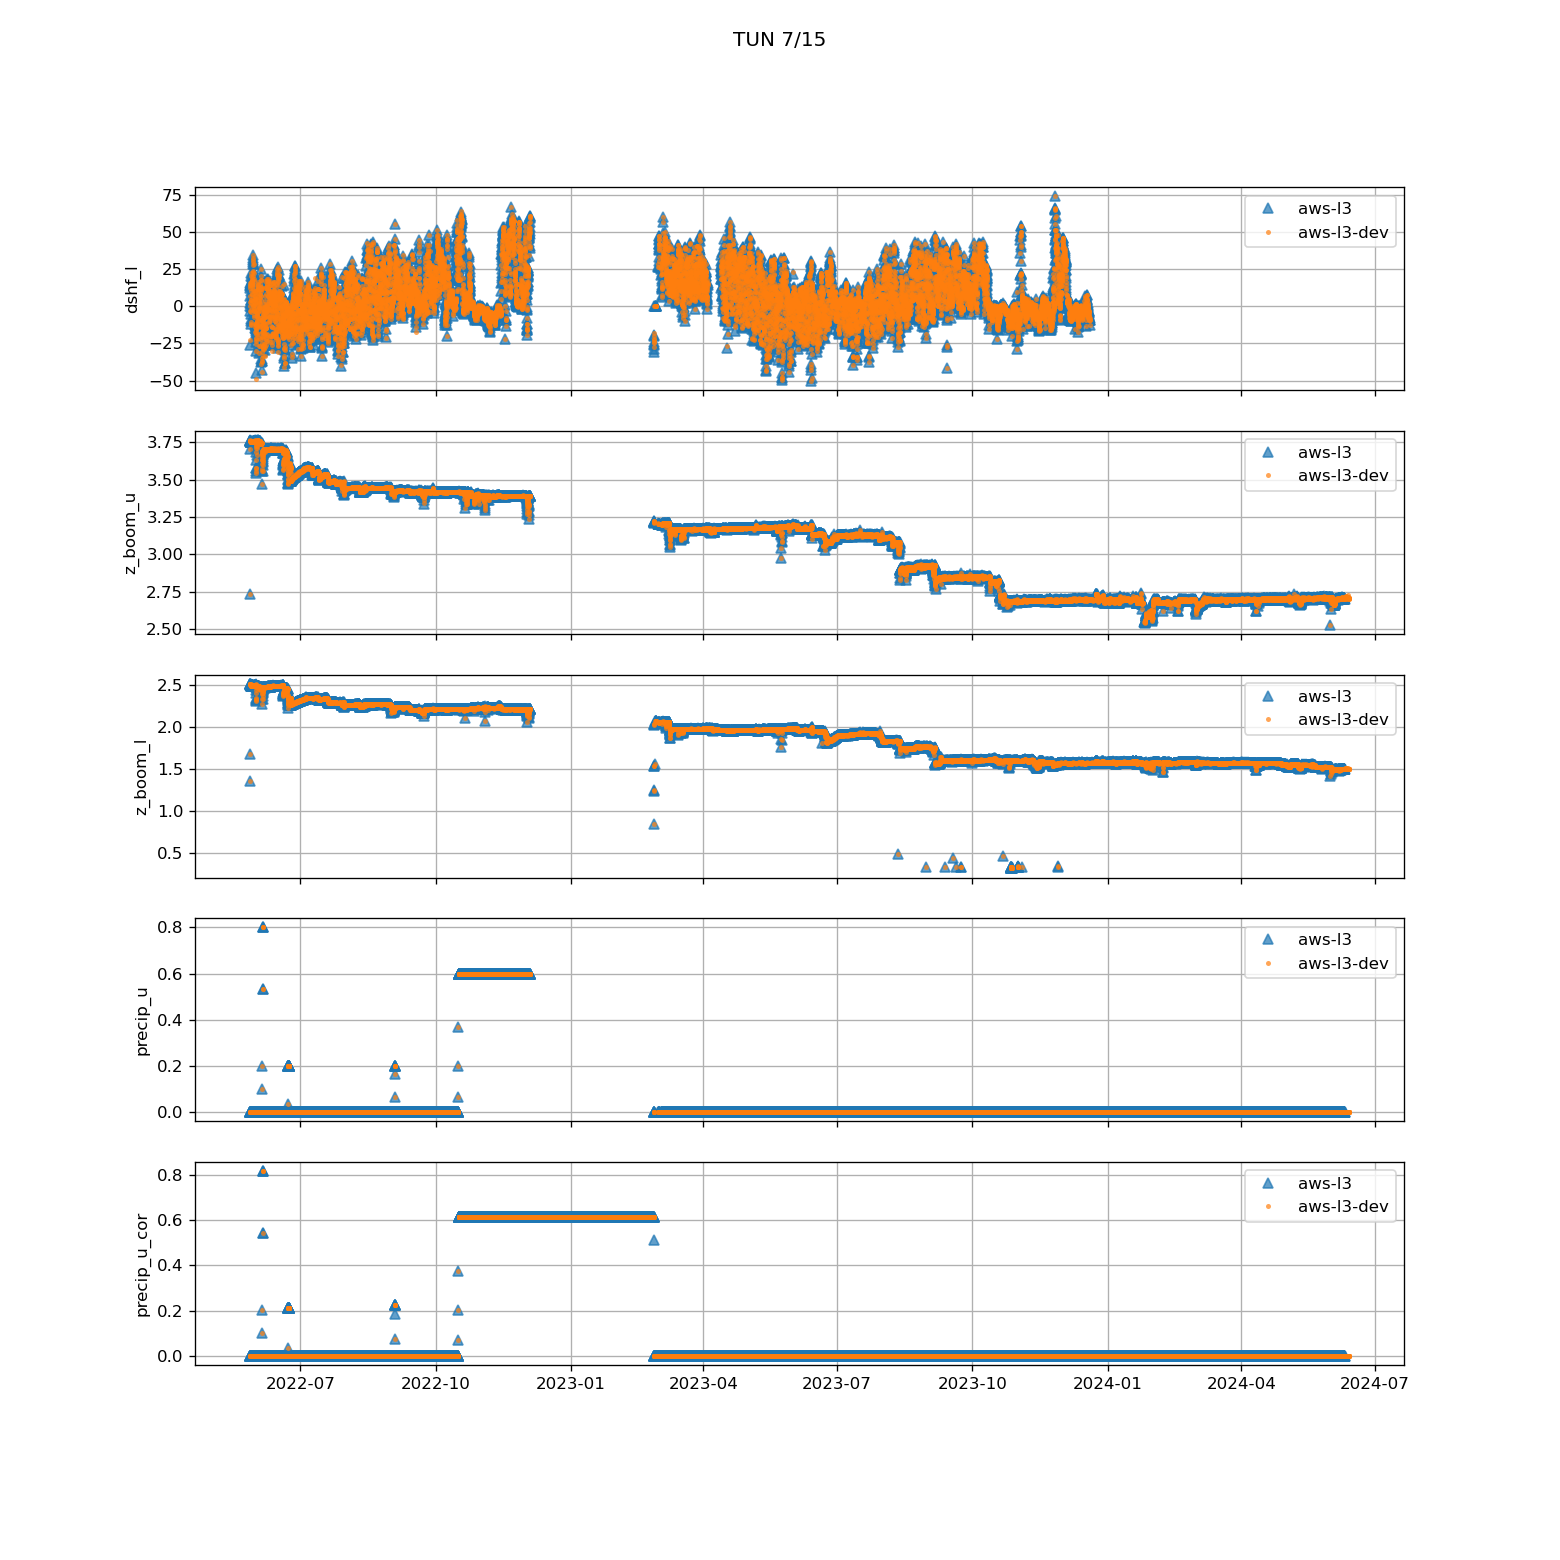 TUN 7/15
dshf_l
75
50
25
0
−25
−50
aws-l3
aws-l3-dev
z_boom_u
3.75
3.50
3.25
3.00
2.75
2.50
aws-l3
aws-l3-dev
z_boom_l
2.5
2.0
1.5
1.0
0.5
aws-l3
aws-l3-dev
precip_u
0.8
0.6
0.4
0.2
0.0
aws-l3
aws-l3-dev
precip_u_cor
0.8
0.6
0.4
0.2
0.0
aws-l3
aws-l3-dev
2022-07 2022-10 2023-01 2023-04 2023-07 2023-10 2024-01 2024-04 2024-07